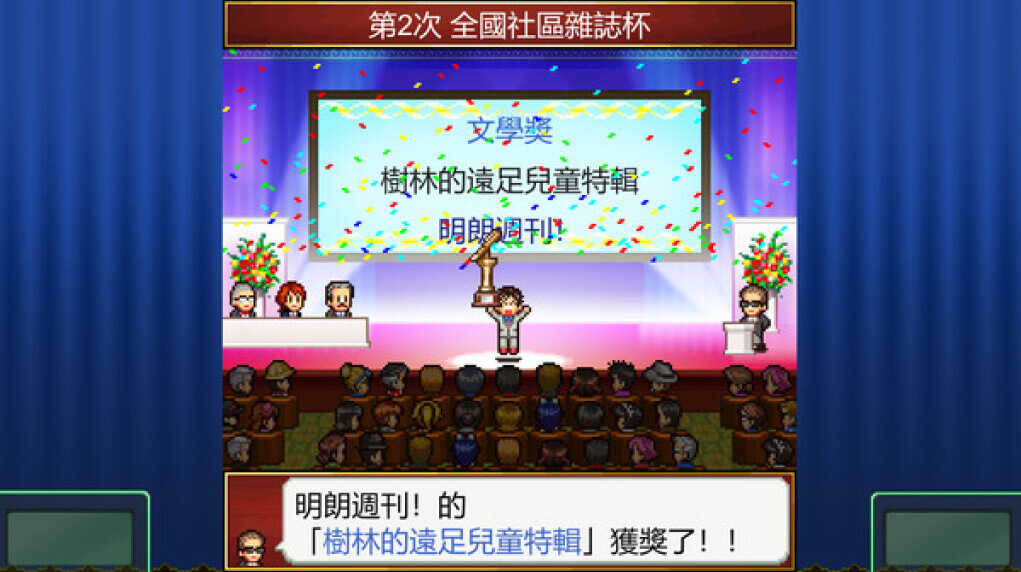 第2次 全國社區雜誌杯
文學獎
樹林的遠足兒童特輯
明朗週刊!
明朗週刊！的
「樹林的遠足兒童特輯」獲獎了！！